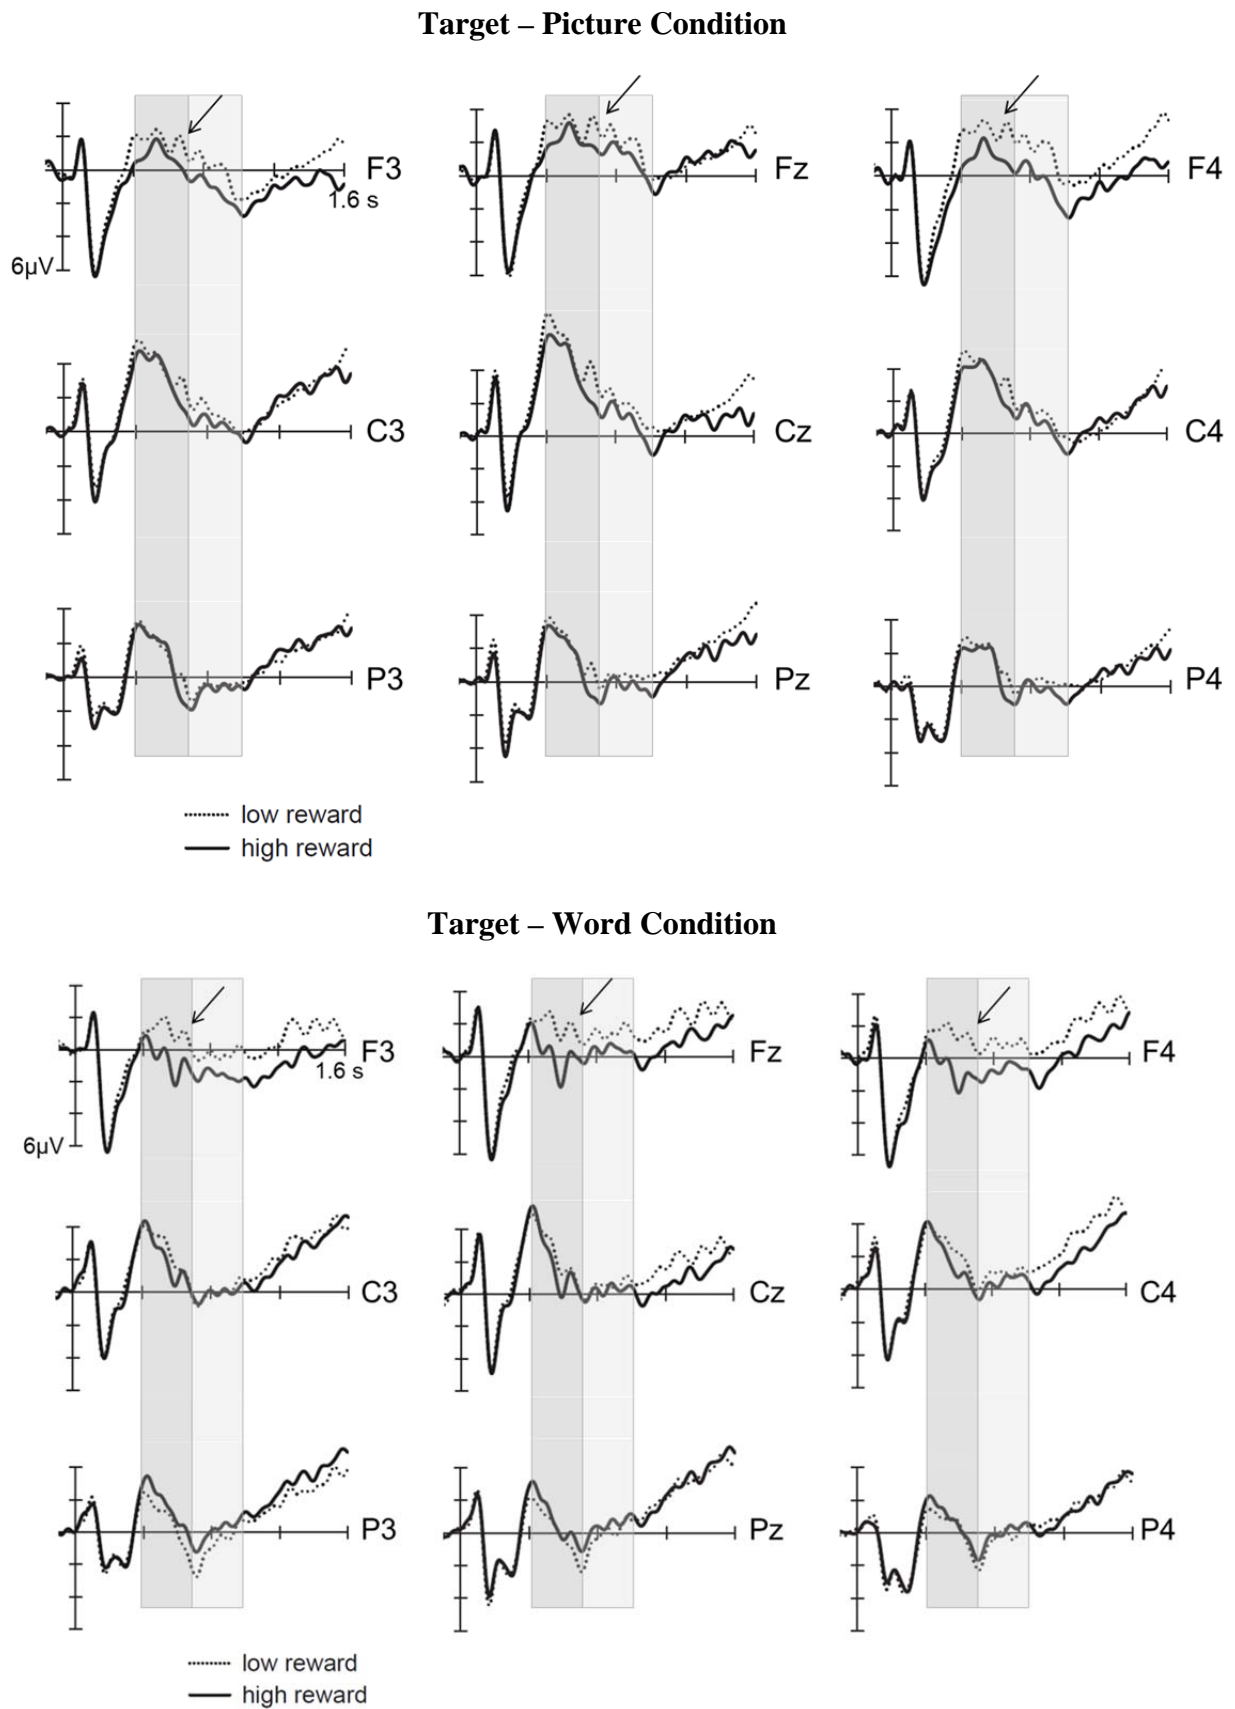 Target – Picture Condition
F3
Fz
F4
1.6 s
6µV
C3
Cz
C4
P3
Pz
P4
low reward
high reward
Target – Word Condition
F3
Fz
F4
1.6 s
6µV
C3
Cz
C4
P3
Pz
P4
low reward
high reward